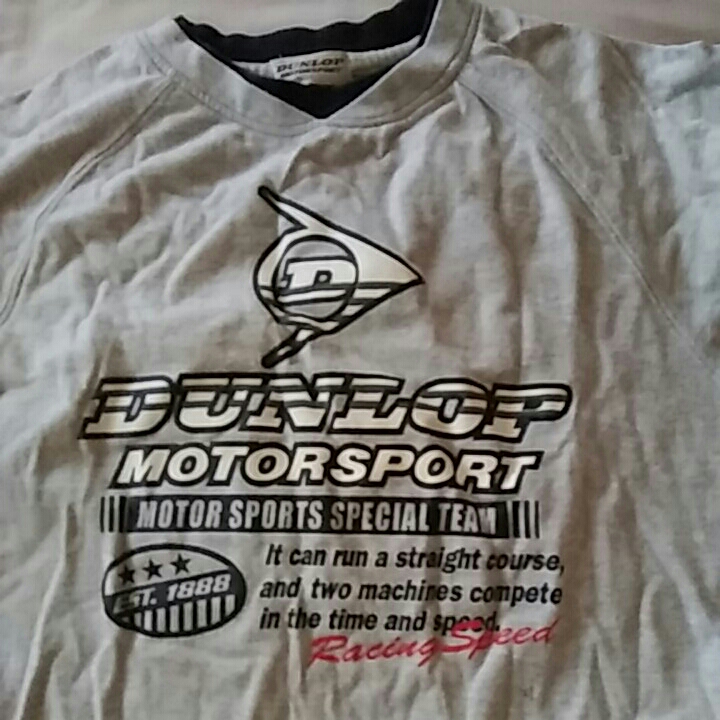 DUNLOP
MOTORSPORT
D
DUNLOP
MOTORSPORT
MOTOR SPORTS SPECIAL TEAM
EST. 1888
It can run a straight course,
and two machines compete
in the time and speed.
Racing Speed